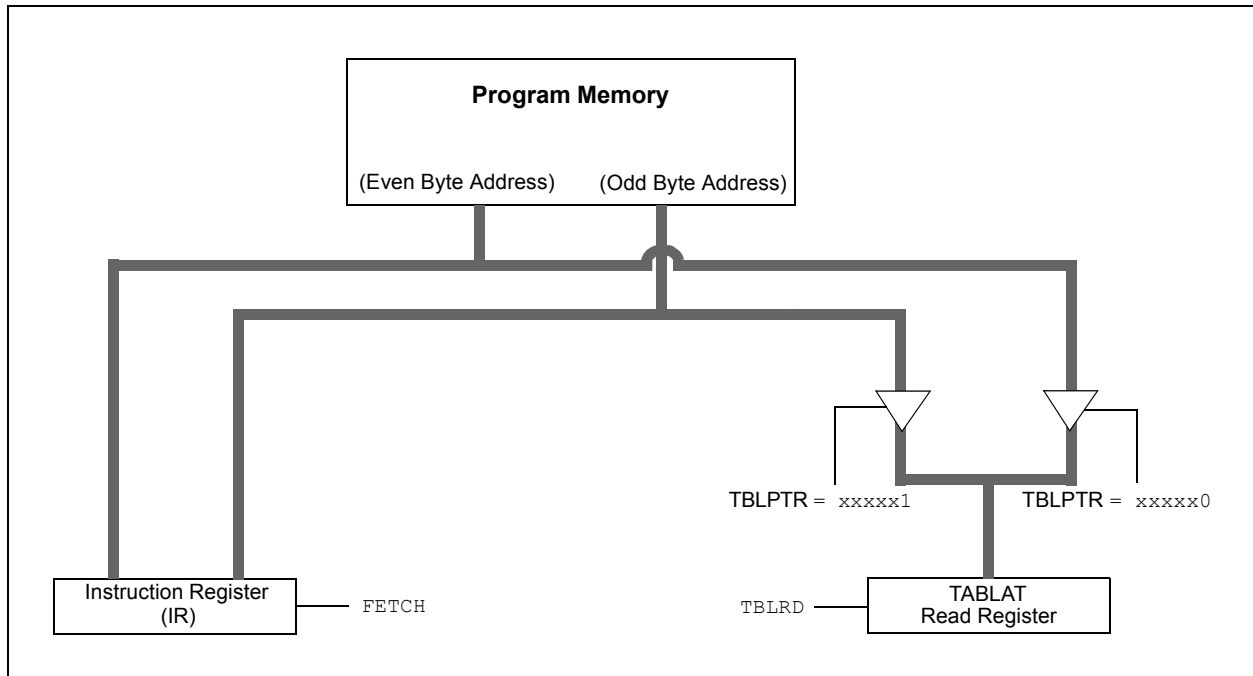 Program Memory
(Even Byte Address)
(Odd Byte Address)
TBLPTR = xxxxx1
TBLPTR = xxxxx0
Instruction Register
(IR)
FETCH
TBLRD
TABLAT
Read Register